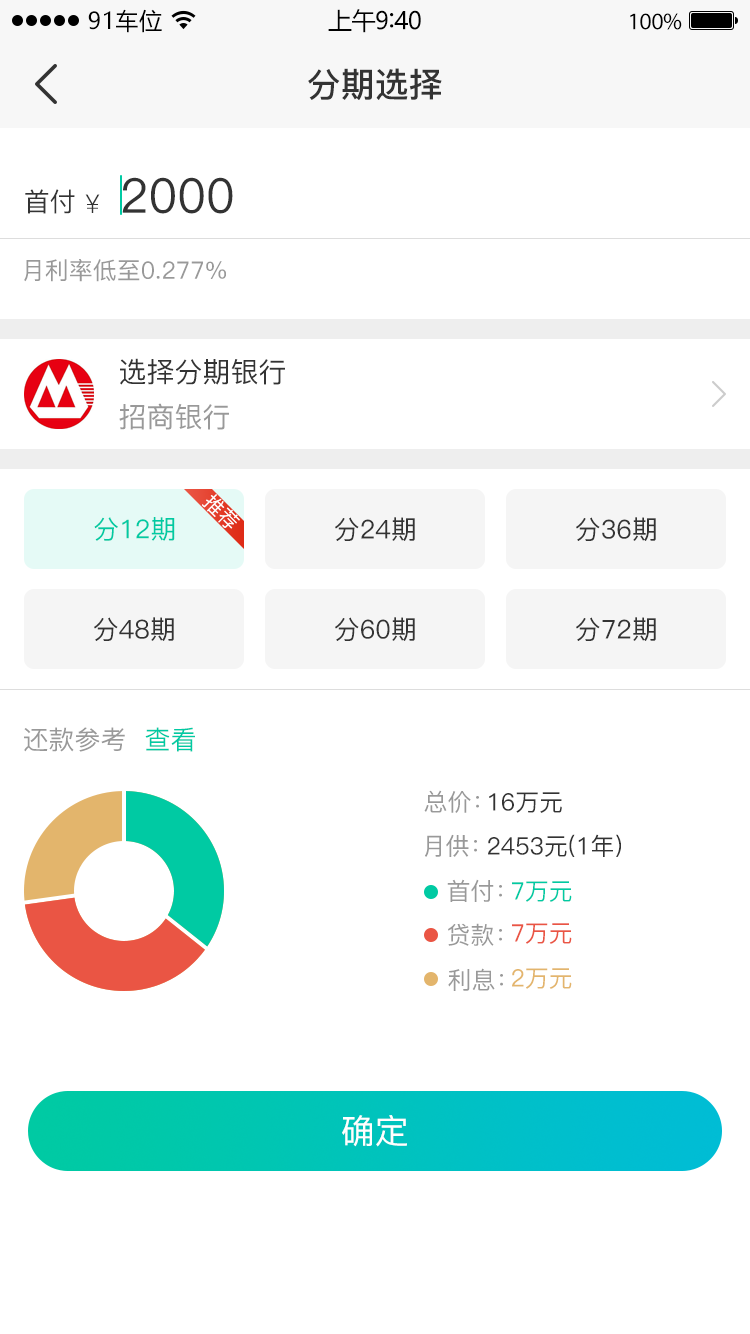 91车位 上午9:40 100%
分期选择
首付 ¥ 2000
月利率低至0.277%
选择分期银行
招商银行
分12期 推荐 分24期 分36期
分48期 分60期 分72期
还款参考 查看
总价: 16万元
月供: 2453元(1年)
首付: 7万元
贷款: 7万元
利息: 2万元
确定